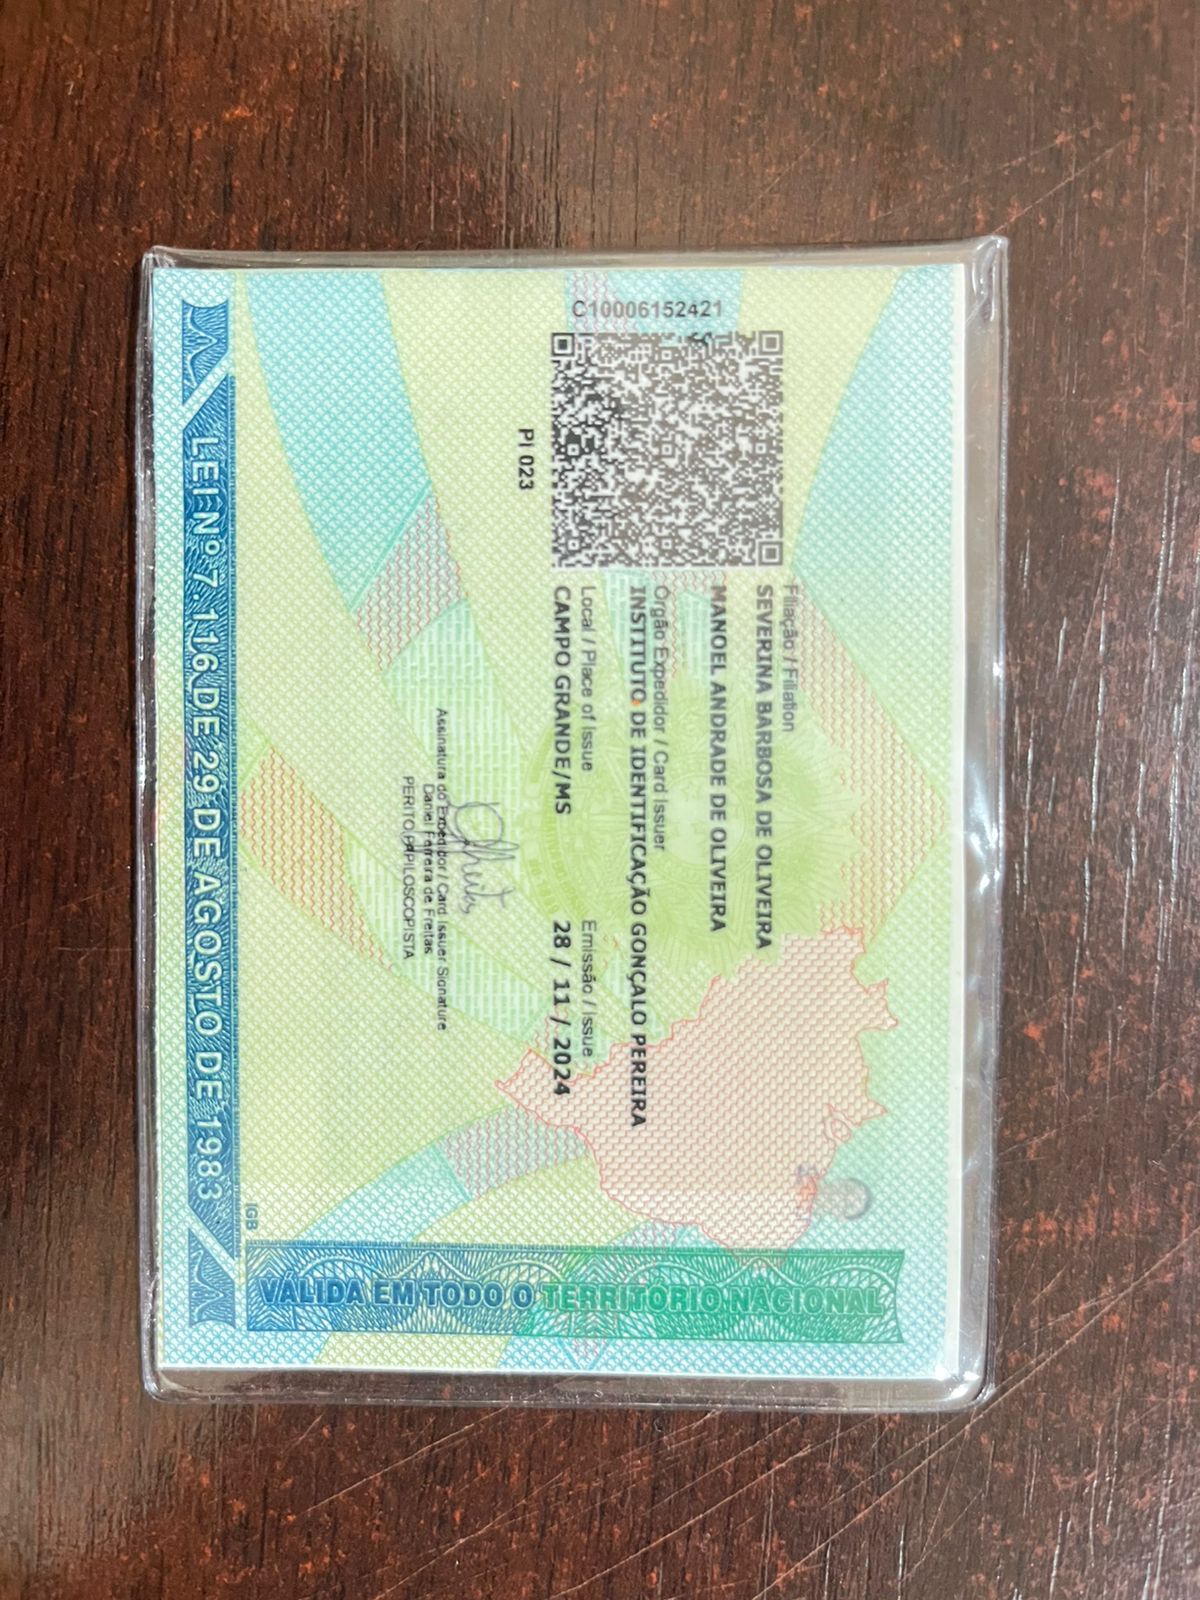 C10006152421
Filiação / Filiation
SEVERINA BARBOSA DE OLIVEIRA
MANOEL ANDRADE DE OLIVEIRA
Órgão Expedidor / Card Issuer
INSTITUTO DE IDENTIFICAÇÃO GONÇALO PEREIRA
Local / Place of Issue
Emissão / Issue
CAMPO GRANDE/MS
28 / 11 / 2024
PI 023
Assinatura do Expedidor / Card Issuer Signature
Daniel Ferreira de Freitas
PERITO PAPILOSCOPISTA
IGB
LEI Nº 7.116 DE 29 DE AGOSTO DE 1983
VÁLIDA EM TODO O TERRITÓRIO NACIONAL